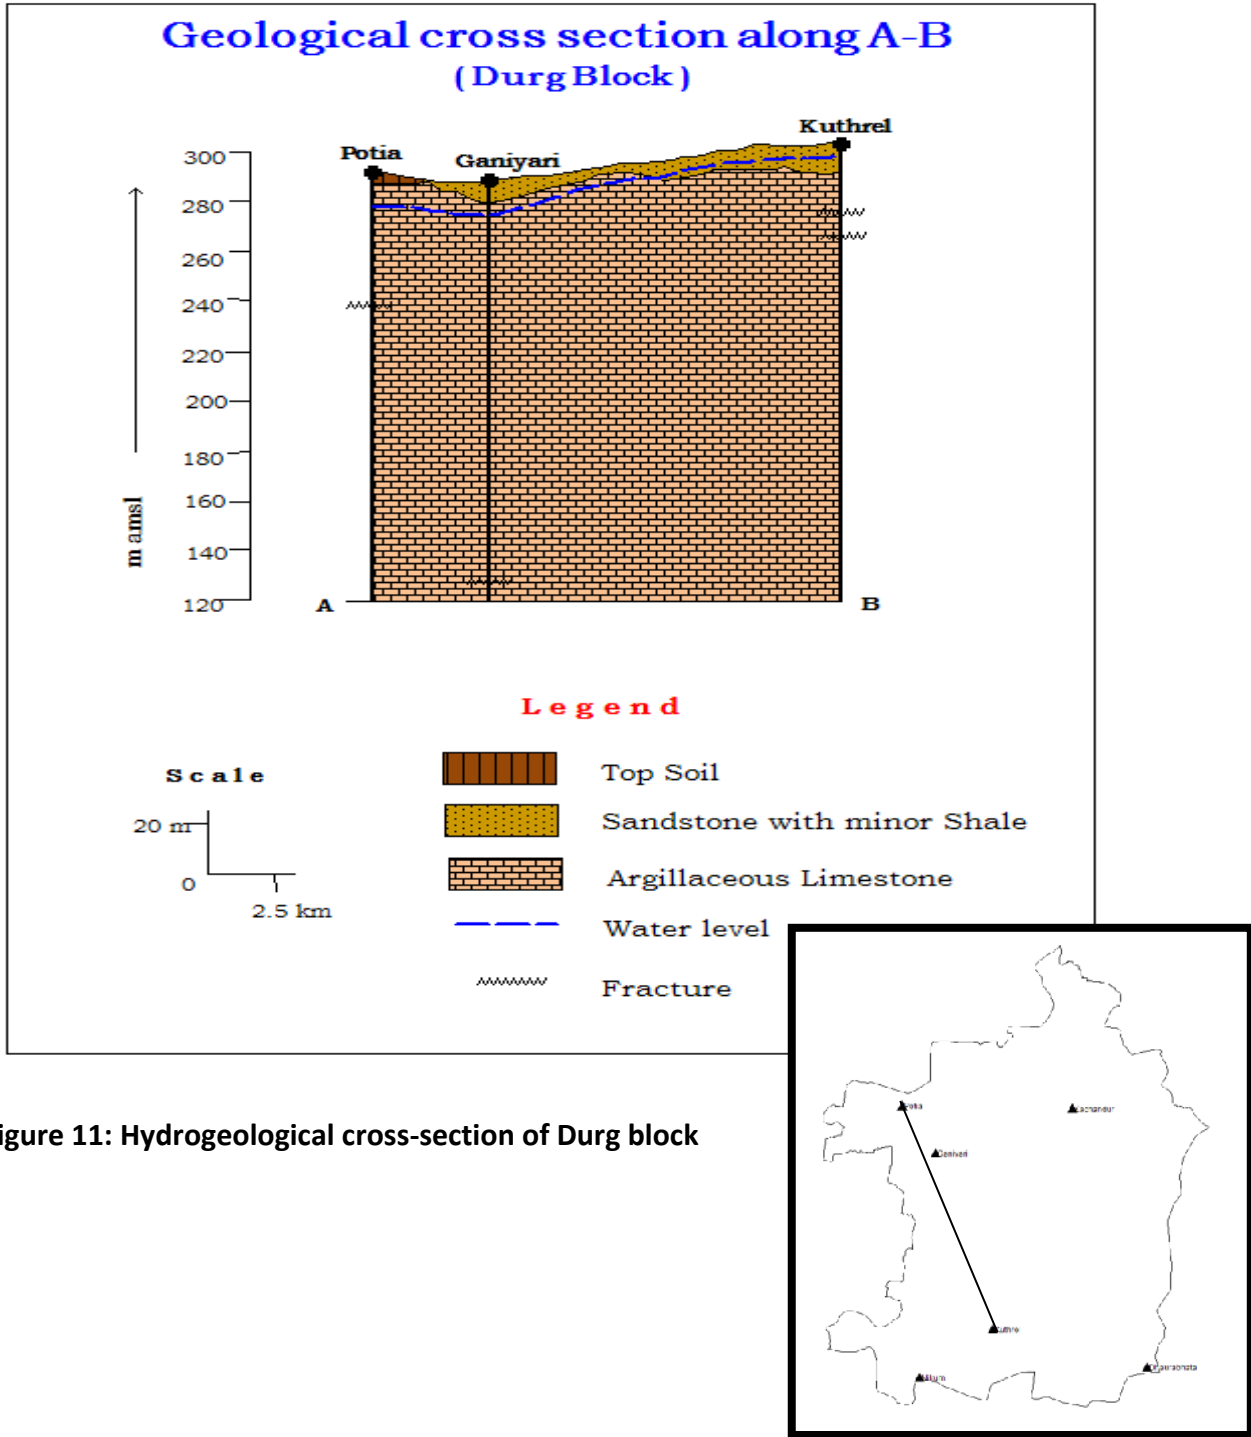 Geological cross section along A-B
( Durg Block )
Kuthrel
Potia
Ganiyari
300
280
260
240
220
200
180
160
140
120
m amsl
A
B
Legend
Scale
20 m
0
2.5 km
Top Soil
Sandstone with minor Shale
Argillaceous Limestone
Water level
Fracture
igure 11: Hydrogeological cross-section of Durg block